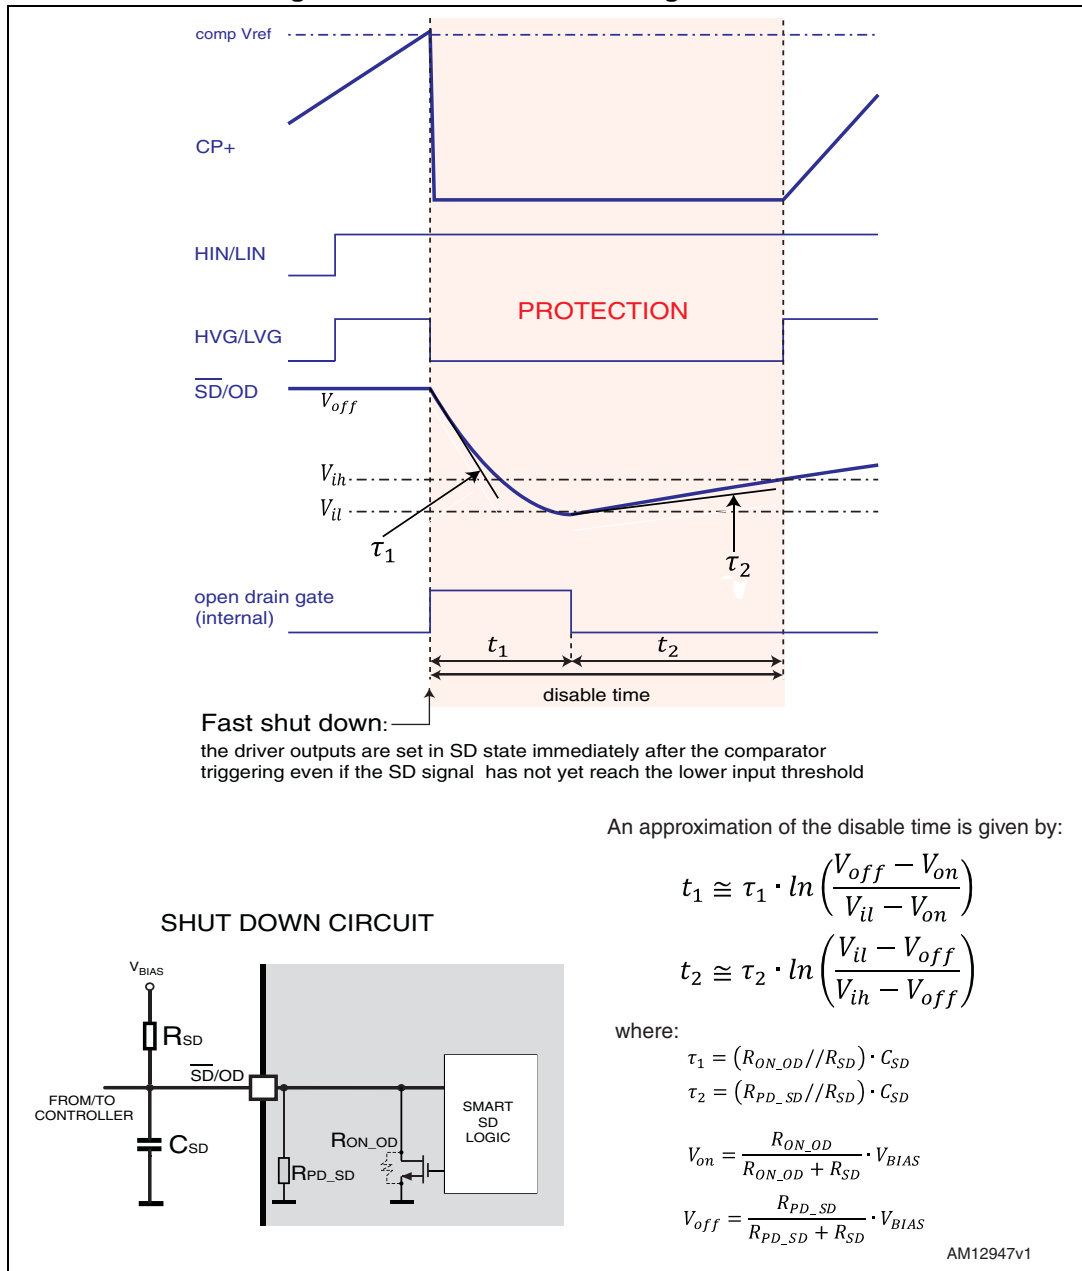 comp Vref
CP+
HIN/LIN
PROTECTION
HVG/LVG
SD/OD
V_off
V_ih
V_il
τ_1
τ_2
open drain gate
(internal)
t_1
t_2
disable time
Fast shut down:
the driver outputs are set in SD state immediately after the comparator
triggering even if the SD signal has not yet reach the lower input threshold
An approximation of the disable time is given by:
t_1 ≅ τ_1 · ln((V_off − V_on)/(V_il − V_on))
t_2 ≅ τ_2 · ln((V_il − V_off)/(V_ih − V_off))
where:
τ_1 = (R_ON_OD//R_SD) · C_SD
τ_2 = (R_PD_SD//R_SD) · C_SD
V_on = R_ON_OD/(R_ON_OD + R_SD) · V_BIAS
V_off = R_PD_SD/(R_PD_SD + R_SD) · V_BIAS
SHUT DOWN CIRCUIT
VBIAS
RSD
SD/OD
FROM/TO
CONTROLLER
CSD
RPD_SD
RON_OD
SMART
SD
LOGIC
AM12947v1